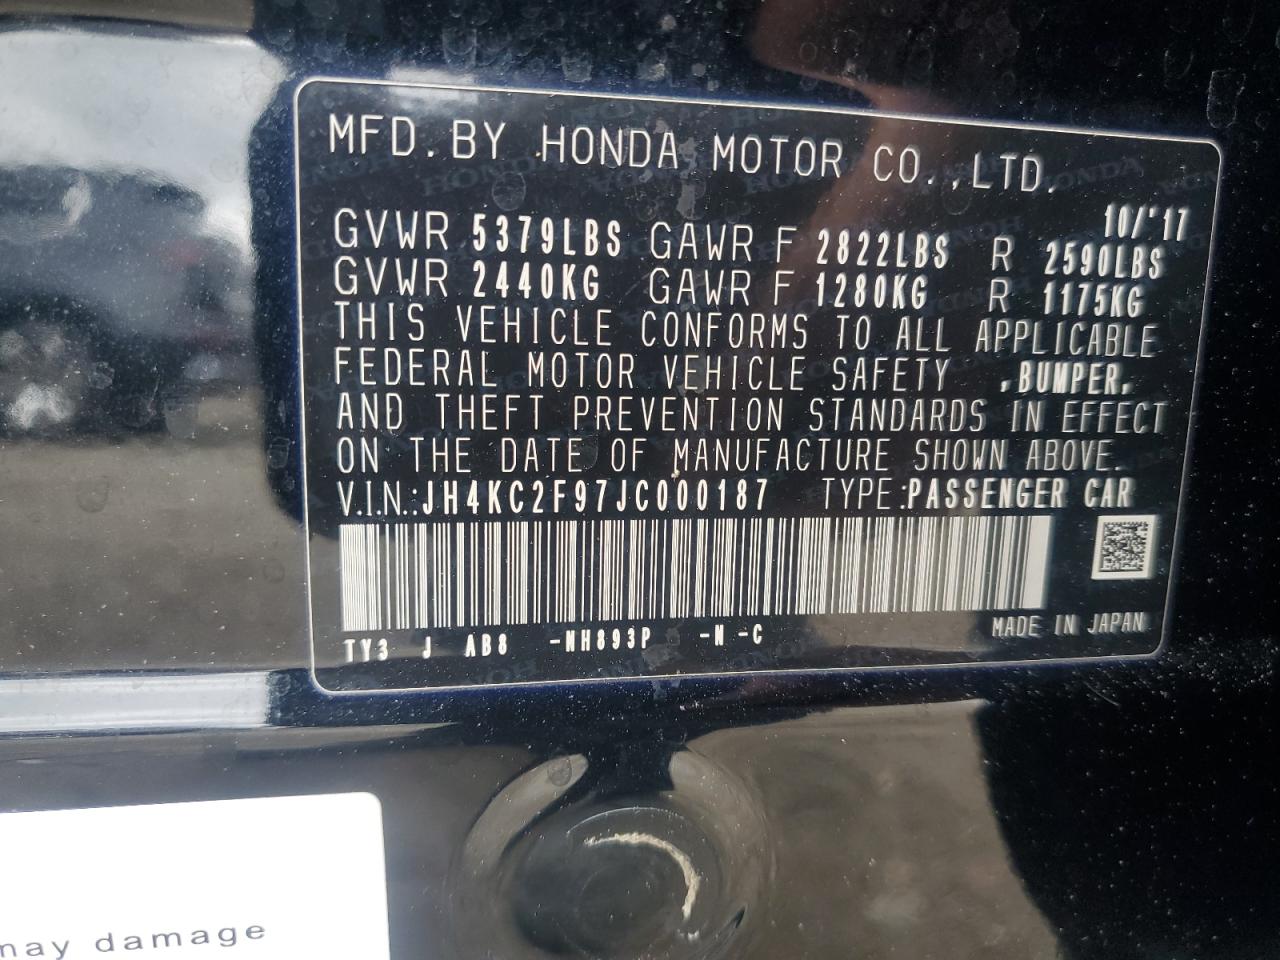 MFD. BY HONDA MOTOR CO., LTD.
10/'17
GVWR 5379LBS GAWR F 2822LBS R 2590LBS
GVWR 2440KG GAWR F 1280KG R 1175KG
THIS VEHICLE CONFORMS TO ALL APPLICABLE
FEDERAL MOTOR VEHICLE SAFETY , BUMPER,
AND THEFT PREVENTION STANDARDS IN EFFECT
ON THE DATE OF MANUFACTURE SHOWN ABOVE.
V.I.N.:JH4KC2F97JC000187 TYPE:PASSENGER CAR
TY3 J AB8 -NH893P -N -C
MADE IN JAPAN
may damage